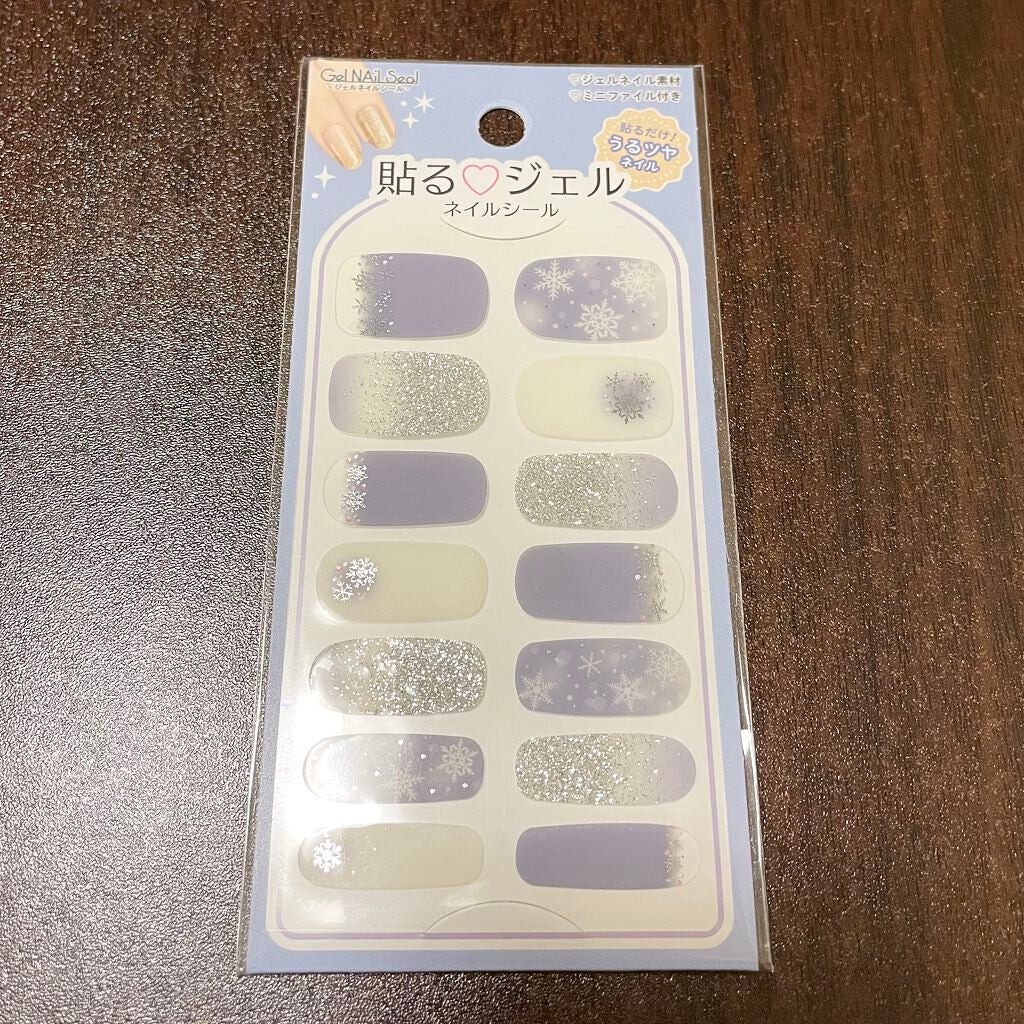 Gel NAiL Seal
- ジェルネイルシール -
♡ジェルネイル素材
♡ミニファイル付き
貼るだけ!
うるツヤ
ネイル
貼る♡ジェル
ネイルシール